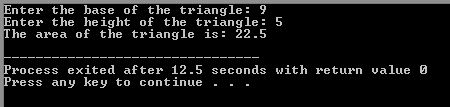 Enter the base of the triangle: 9
Enter the height of the triangle: 5
The area of the triangle is: 22.5
--------------------------------
Process exited after 12.5 seconds with return value 0
Press any key to continue . . .